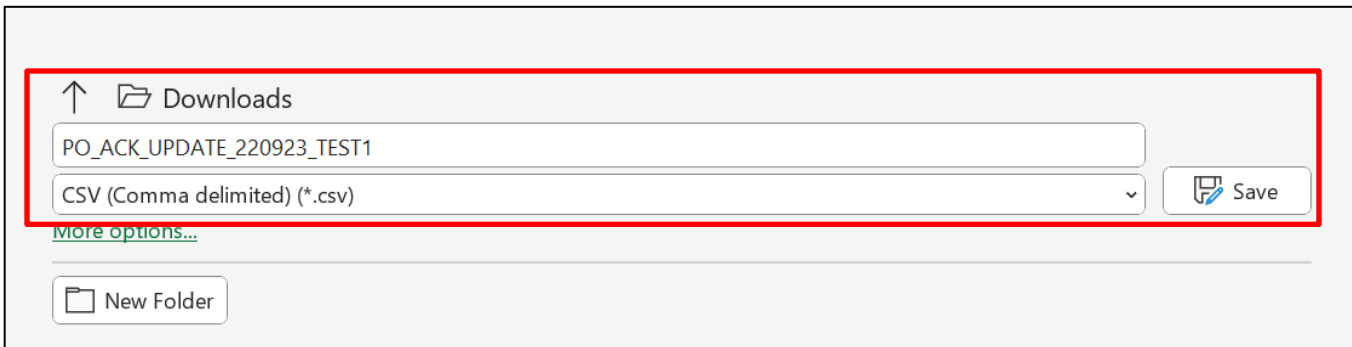 Downloads
PO_ACK_UPDATE_220923_TEST1
CSV (Comma delimited) (*.csv)
Save
More options...
New Folder